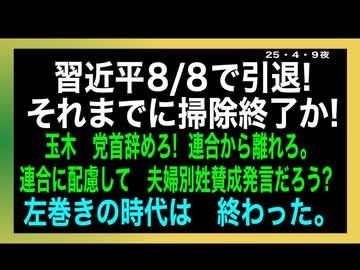 25・4・9夜
習近平8/8で引退!
それまでに掃除終了か!
玉木　党首辞めろ!　連合から離れろ。
連合に配慮して　夫婦別姓賛成発言だろう?
左巻きの時代は　終わった。